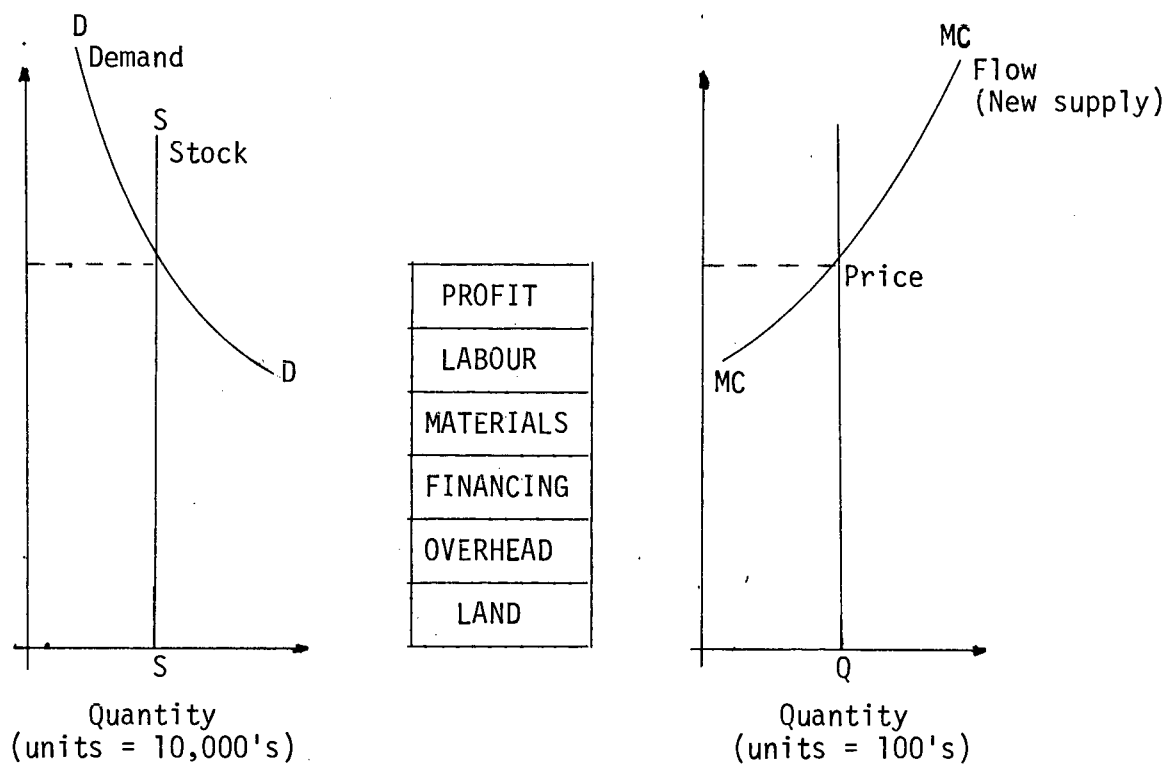 D
Demand
S
Stock
D
S
Quantity
(units = 10,000's)
PROFIT
LABOUR
MATERIALS
FINANCING
OVERHEAD
LAND
MC
Flow
(New supply)
Price
MC
Q
Quantity
(units = 100's)